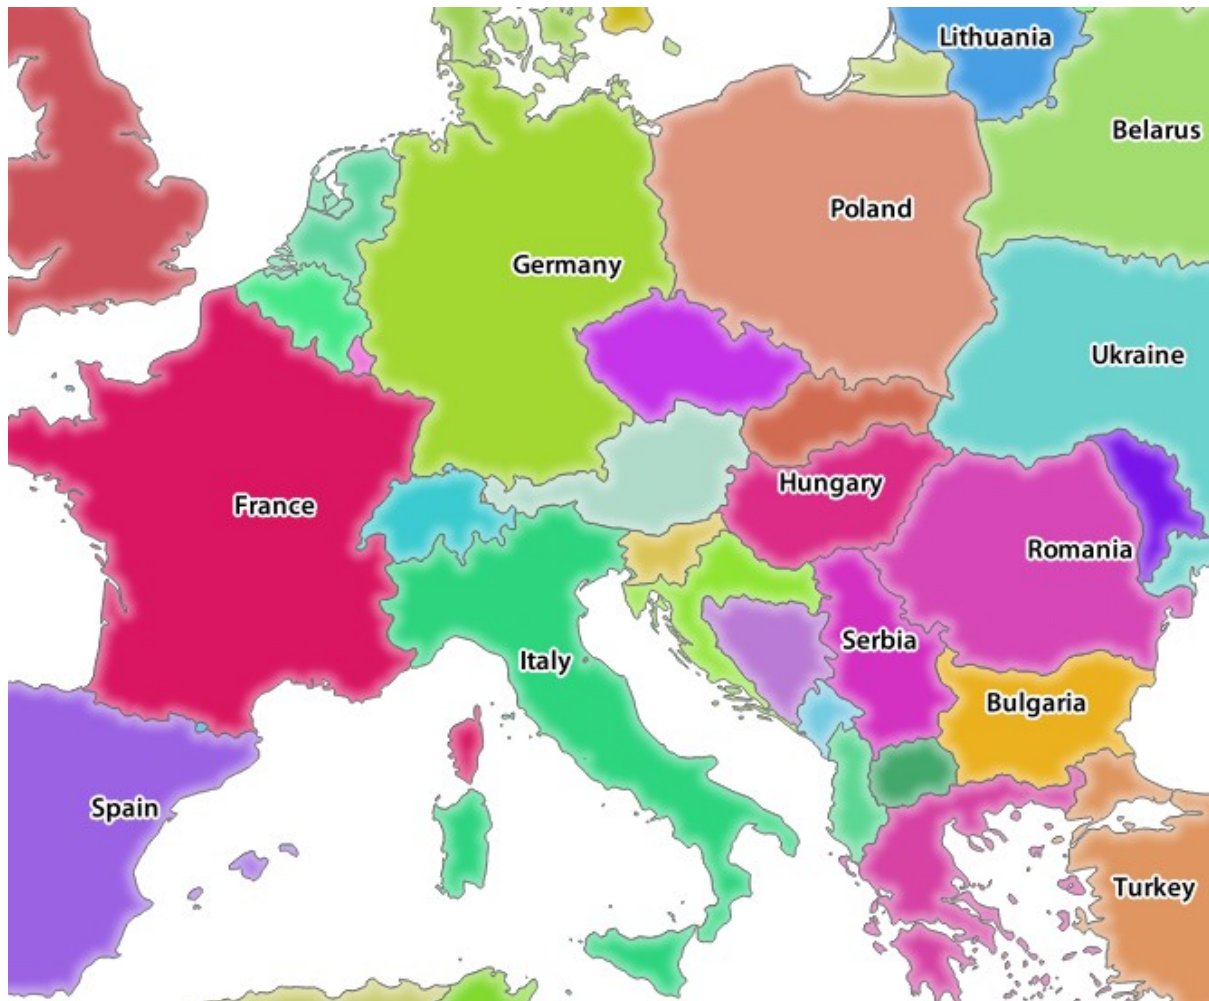 Lithuania
Belarus
Poland
Germany
Ukraine
Hungary
France
Romania
Serbia
Italy
Bulgaria
Spain
Turkey